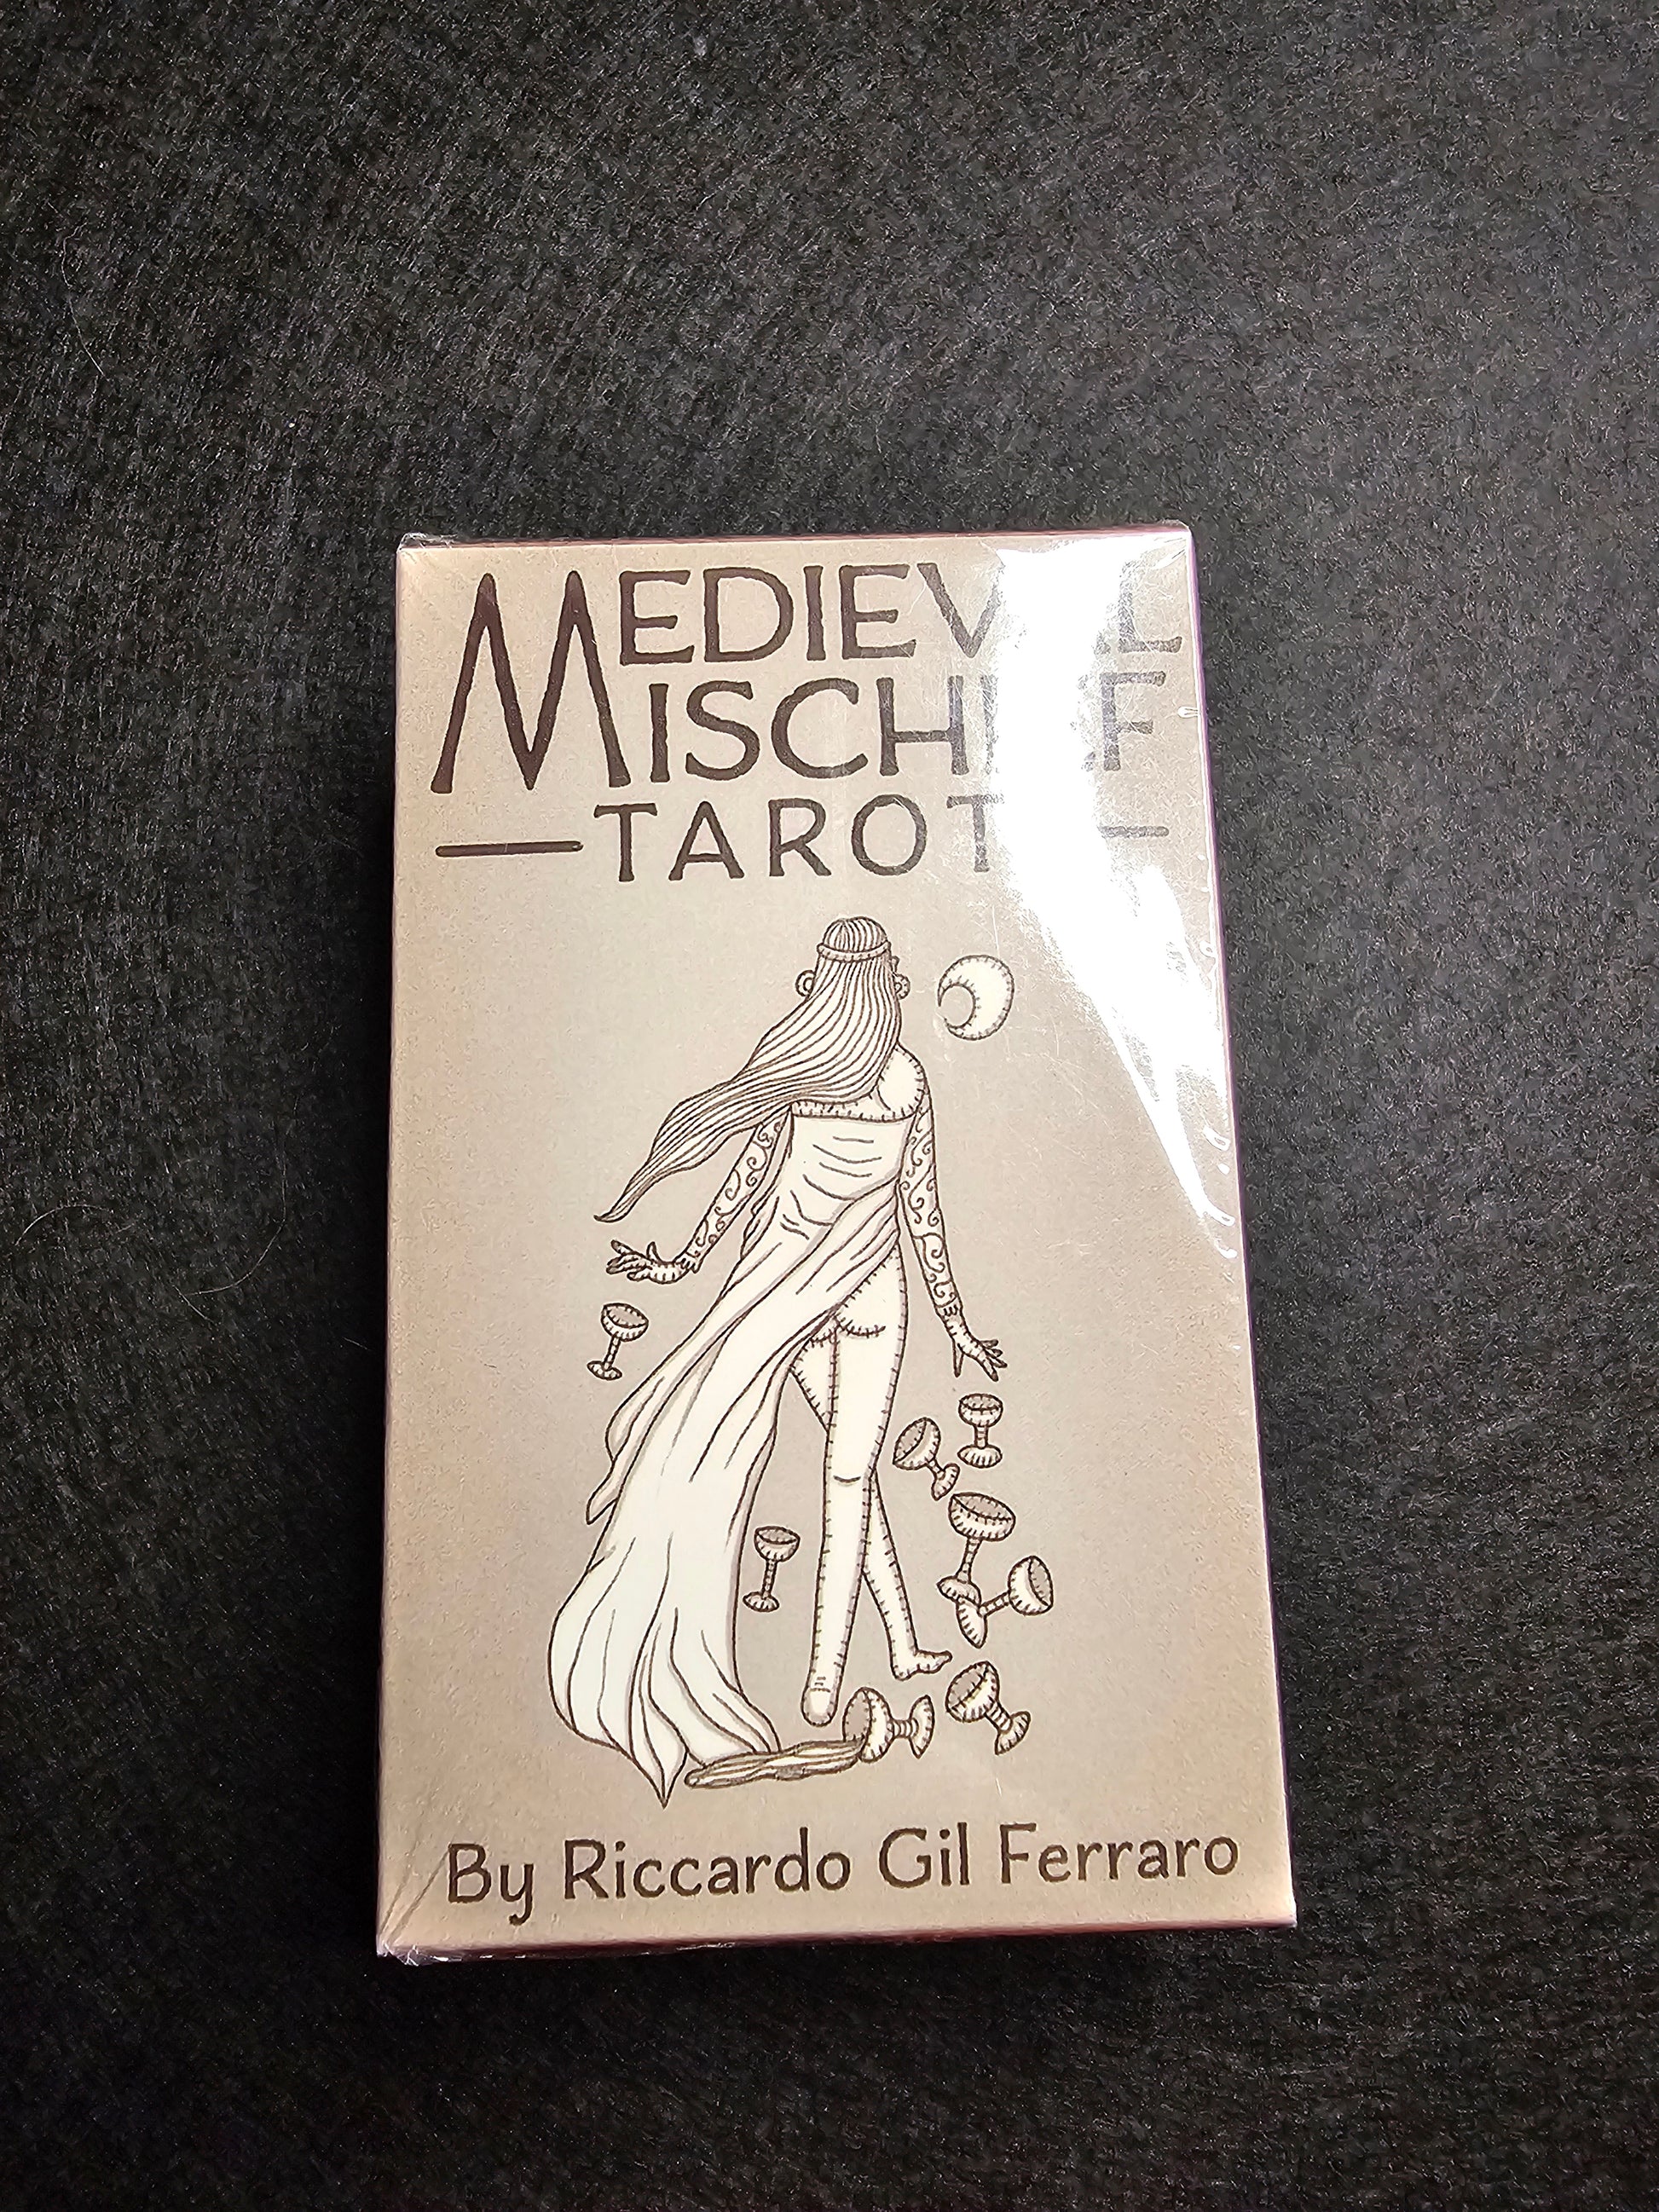 MEDIEVAL
MISCHIEF
TAROT
By Riccardo Gil Ferraro